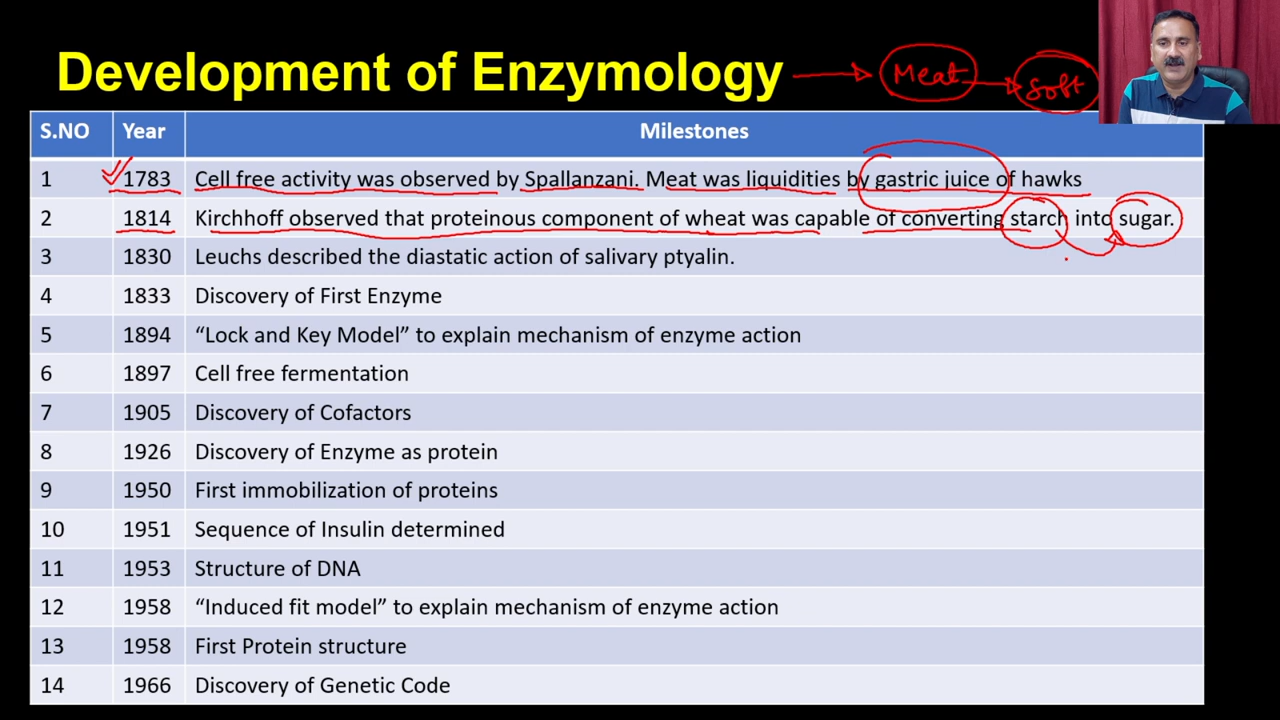 Development of Enzymology
Meat
Soft
S.NO Year Milestones
1 1783 Cell free activity was observed by Spallanzani. Meat was liquidities by gastric juice of hawks
2 1814 Kirchhoff observed that proteinous component of wheat was capable of converting starch into sugar.
3 1830 Leuchs described the diastatic action of salivary ptyalin.
4 1833 Discovery of First Enzyme
5 1894 “Lock and Key Model” to explain mechanism of enzyme action
6 1897 Cell free fermentation
7 1905 Discovery of Cofactors
8 1926 Discovery of Enzyme as protein
9 1950 First immobilization of proteins
10 1951 Sequence of Insulin determined
11 1953 Structure of DNA
12 1958 “Induced fit model” to explain mechanism of enzyme action
13 1958 First Protein structure
14 1966 Discovery of Genetic Code